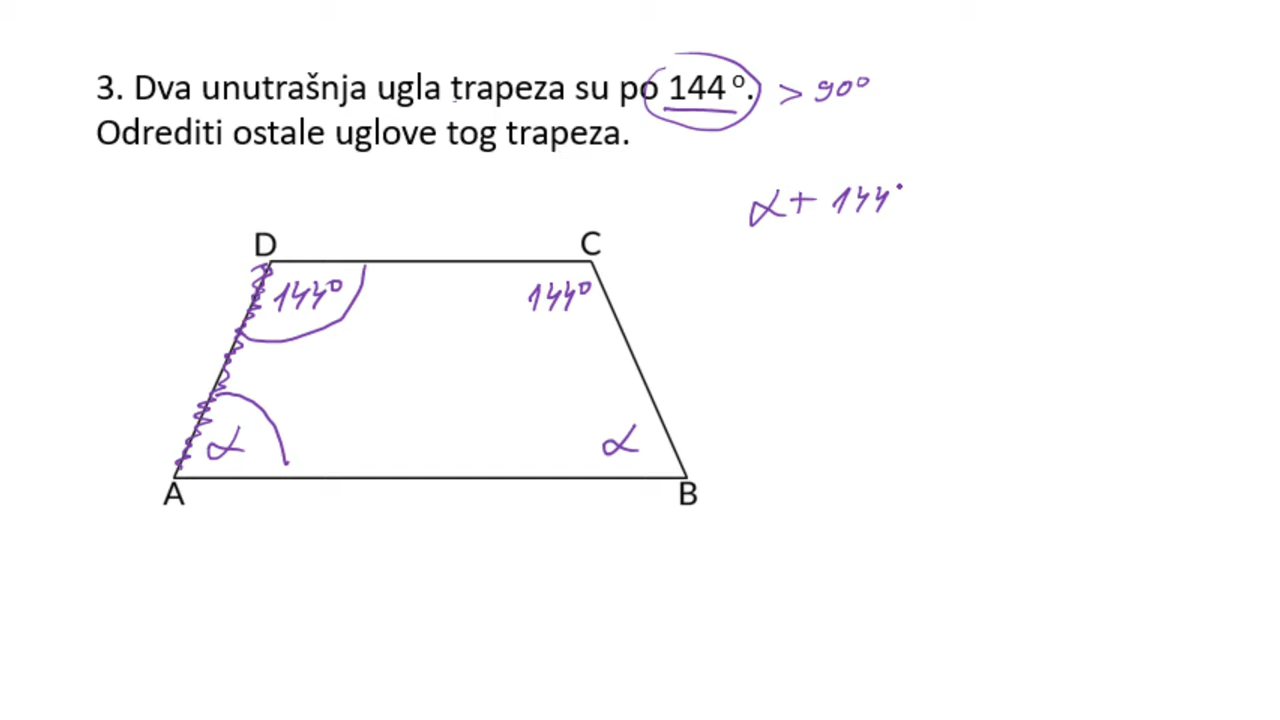 3. Dva unutrašnja ugla trapeza su po 144°. > 90°
Odrediti ostale uglove tog trapeza.
α + 144°
D C
144° 144°
α α
A B